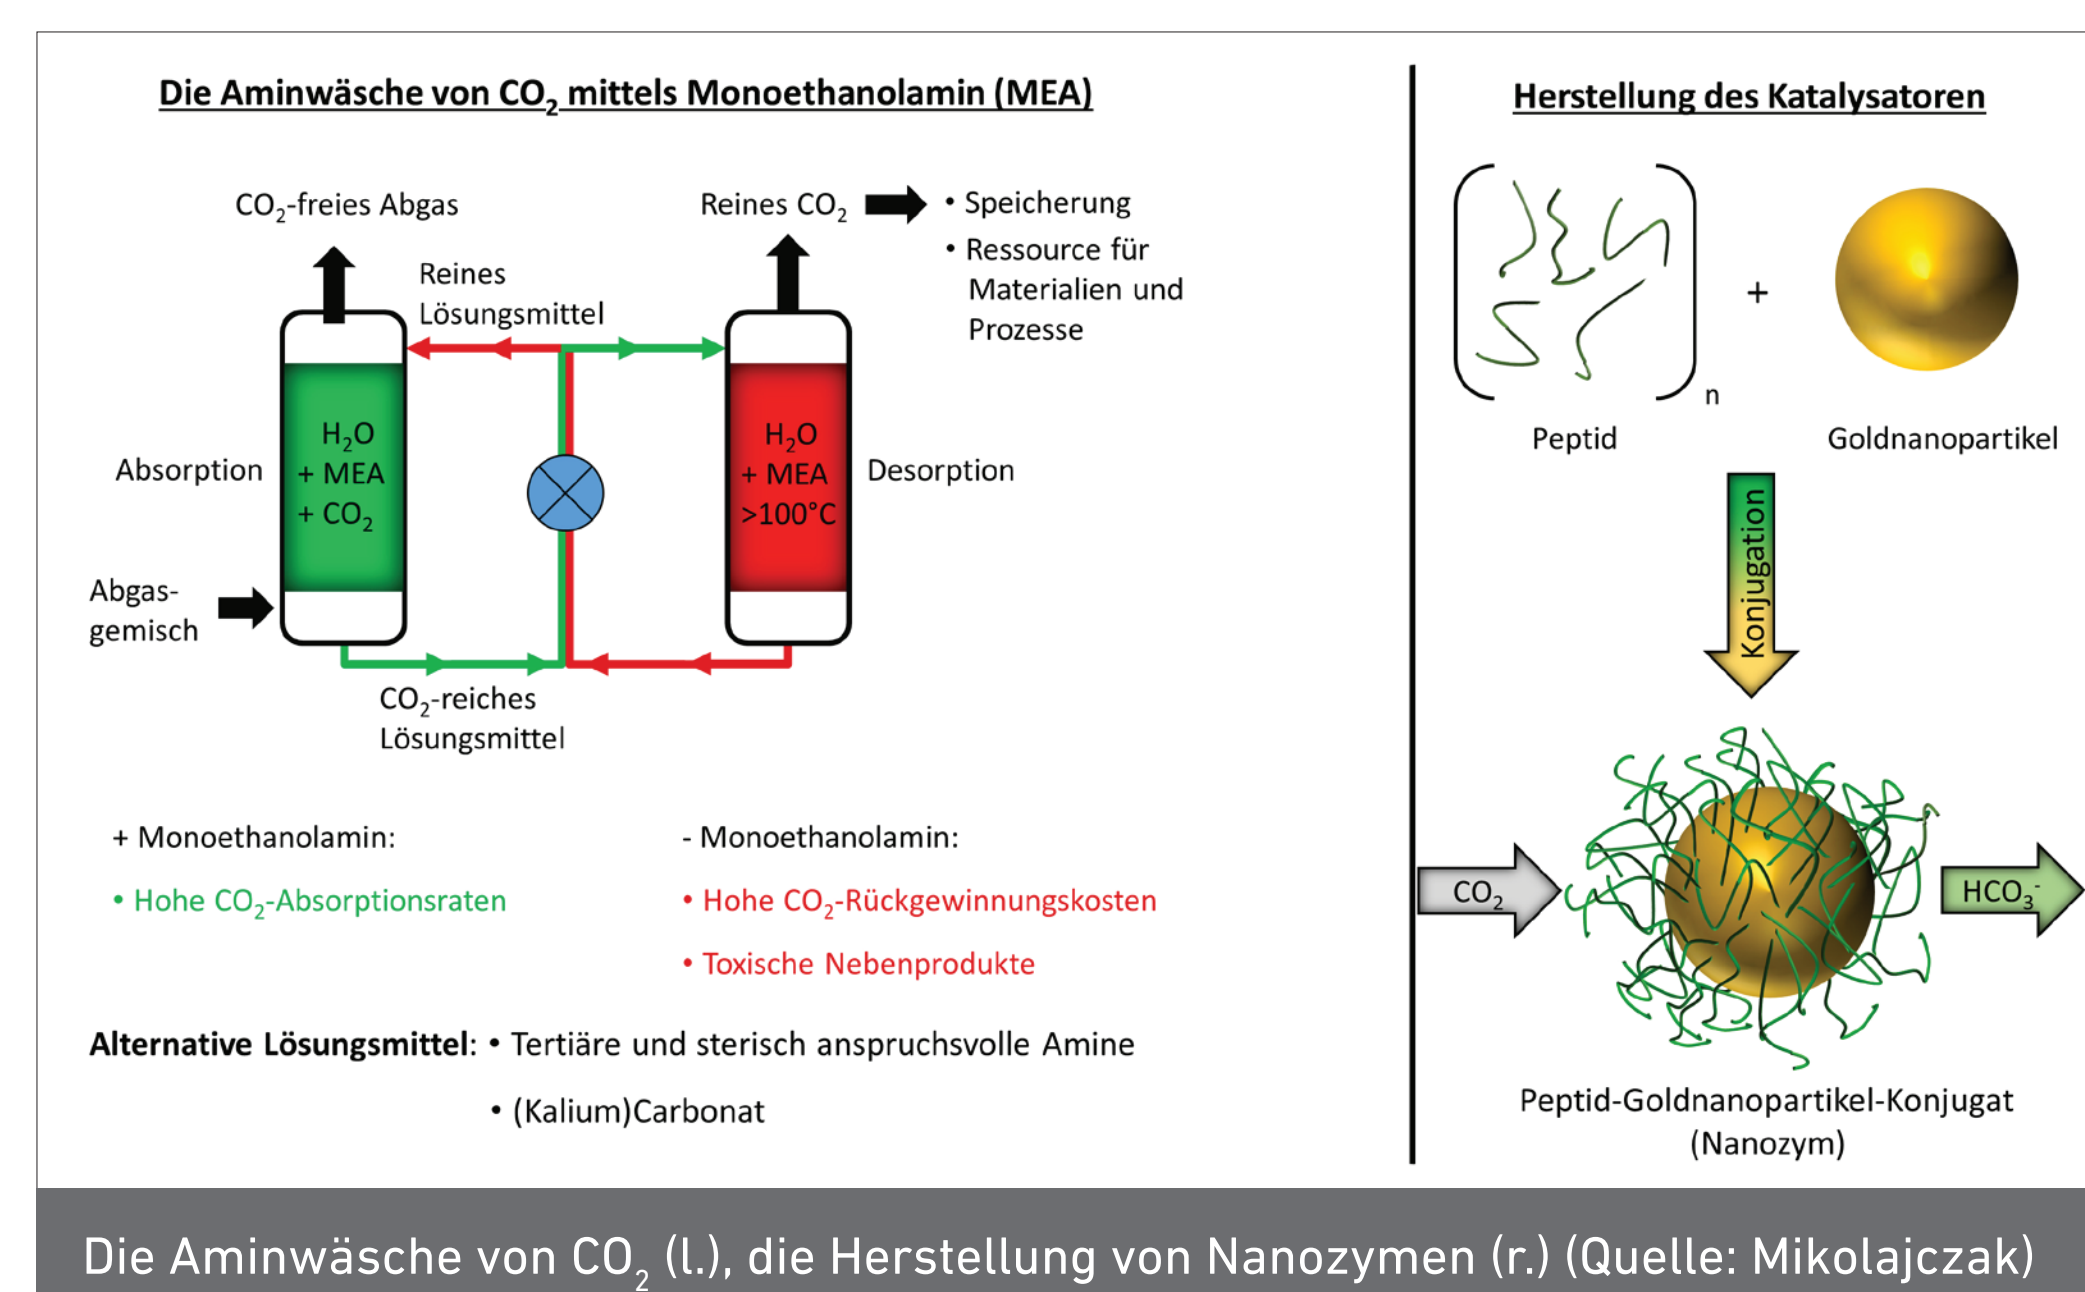 Die Aminwäsche von CO₂ mittels Monoethanolamin (MEA)
CO₂-freies Abgas
Reines
Lösungsmittel
Reines CO₂
• Speicherung
• Ressource für
Materialien und
Prozesse
Absorption
H₂O
+ MEA
+ CO₂
H₂O
+ MEA
>100°C
Desorption
Abgas-
gemisch
CO₂-reiches
Lösungsmittel
+ Monoethanolamin:
• Hohe CO₂-Absorptionsraten
- Monoethanolamin:
• Hohe CO₂-Rückgewinnungskosten
• Toxische Nebenprodukte
Alternative Lösungsmittel: • Tertiäre und sterisch anspruchsvolle Amine
• (Kalium)Carbonat
Herstellung des Katalysatoren
+
n
Peptid
Goldnanopartikel
Konjugation
CO₂
HCO₃⁻
Peptid-Goldnanopartikel-Konjugat
(Nanozym)
Die Aminwäsche von CO₂ (l.), die Herstellung von Nanozymen (r.) (Quelle: Mikolajczak)